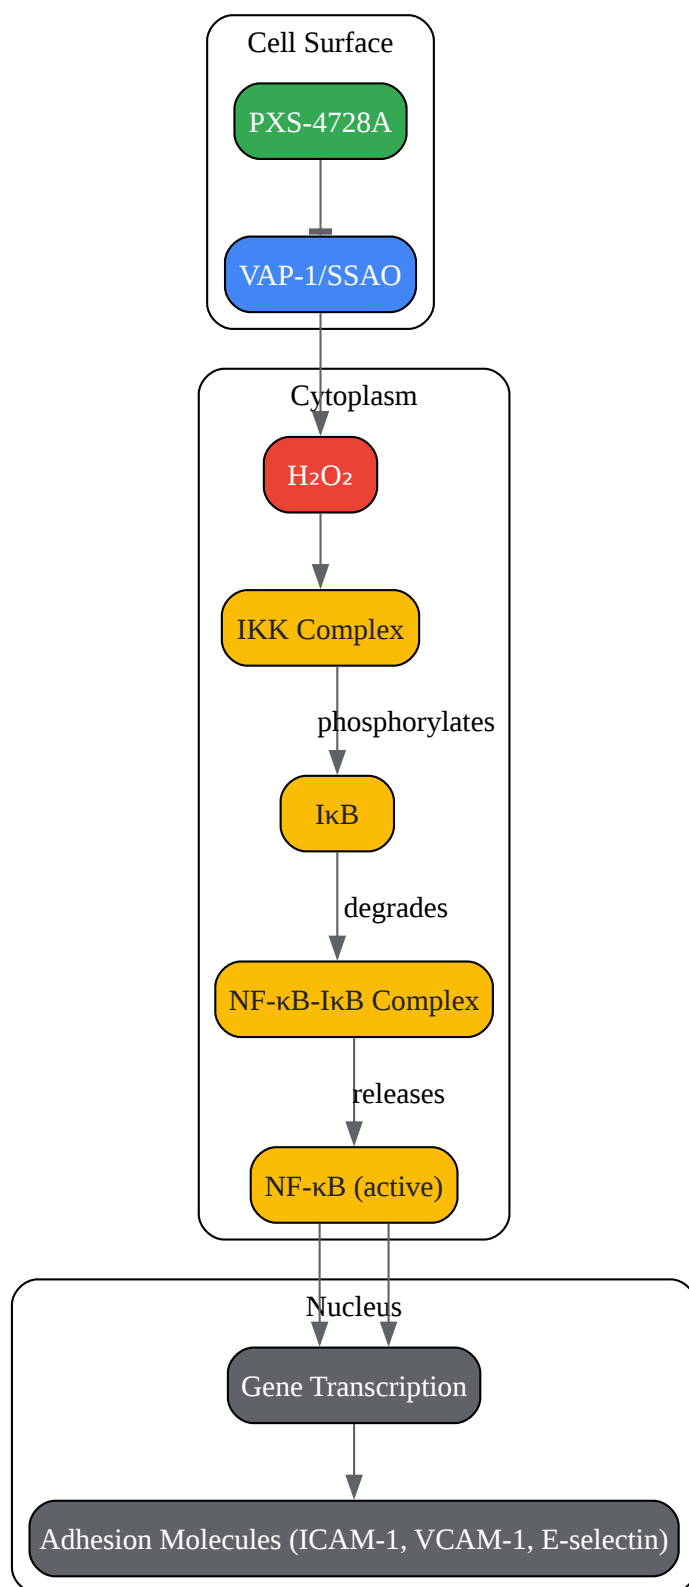 Cell Surface
PXS-4728A
VAP-1/SSAO
Cytoplasm
H₂O₂
IKK Complex
phosphorylates
IκB
degrades
NF-κB-IκB Complex
releases
NF-κB (active)
Nucleus
Gene Transcription
Adhesion Molecules (ICAM-1, VCAM-1, E-selectin)